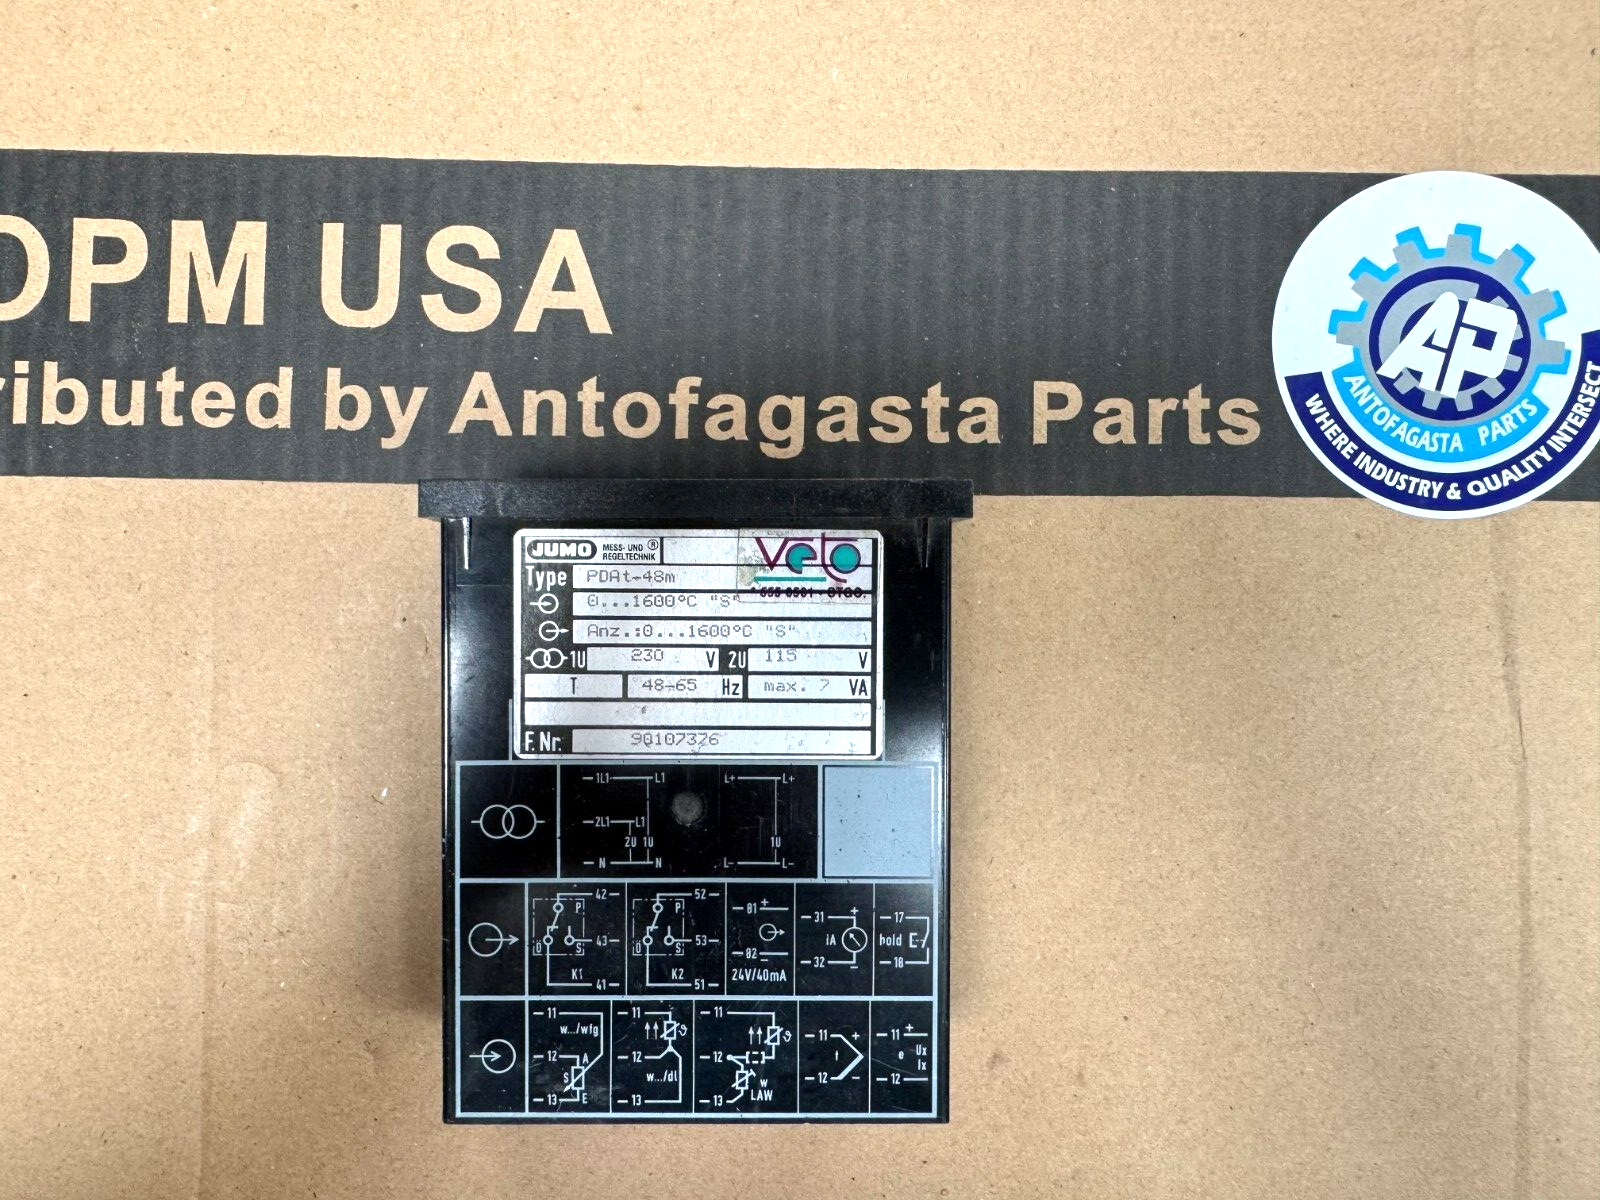 OPM USA
ributed by Antofagasta Parts
AP
ANTOFAGASTA PARTS
WHERE INDUSTRY & QUALITY INTERSECT
JUMO MESS- UND REGELTECHNIK ®
veto
Type PDAt-48m
0...1600°C "S"
Anz.:0...1600°C "S"
1U 230 V 2U 115 V
T 48-65 Hz max. 7 VA
F.Nr. 90107376
1L1 L1 L+ L+
2L1 L1
2U 1U 1U
N N L- L-
42 52
P P 81 + 31 + 17
Ö S 43 Ö S 53 iA hold E
82 - 32 - 18
K1 K2 24V/40mA
41 51
11 11 11
w.../wfg ϑ ϑ 11 + 11 +
12 A 12 12 t e Ux
S w.../dl w Ix
LAW 12 - 12 -
13 E 13 13